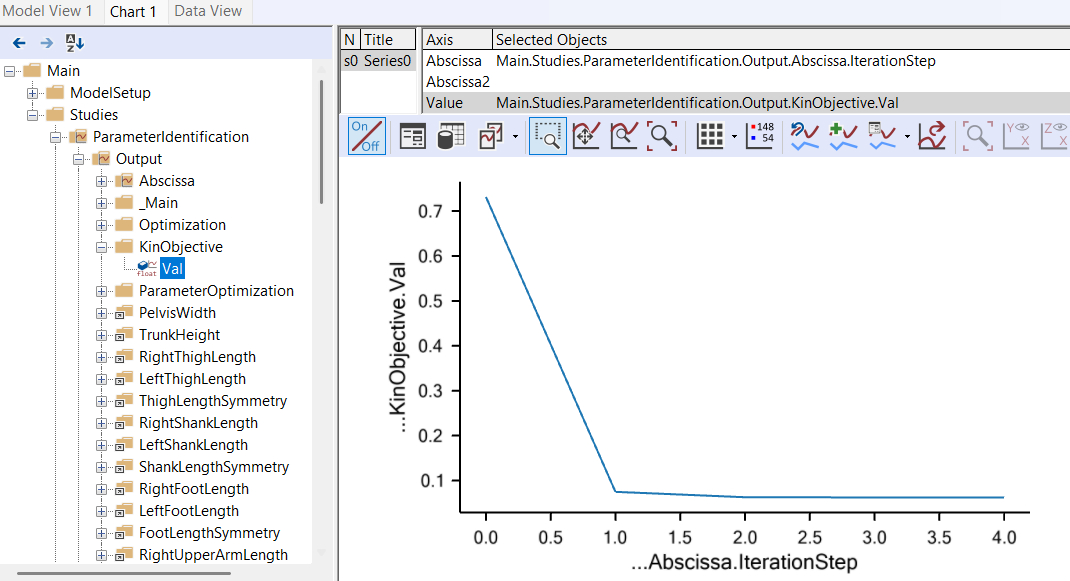 Model View 1 Chart 1 Data View
A Z
Main
ModelSetup
Studies
ParameterIdentification
Output
Abscissa
_Main
Optimization
KinObjective
float Val
ParameterOptimization
PelvisWidth
TrunkHeight
RightThighLength
LeftThighLength
ThighLengthSymmetry
RightShankLength
LeftShankLength
ShankLengthSymmetry
RightFootLength
LeftFootLength
FootLengthSymmetry
RightUpperArmLength
N Title
s0 Series0
Axis Selected Objects
Abscissa Main.Studies.ParameterIdentification.Output.Abscissa.IterationStep
Abscissa2
Value Main.Studies.ParameterIdentification.Output.KinObjective.Val
On Off 148 54 Y X Z X
...KinObjective.Val
0.7
0.6
0.5
0.4
0.3
0.2
0.1
0.0 0.5 1.0 1.5 2.0 2.5 3.0 3.5 4.0
...Abscissa.IterationStep